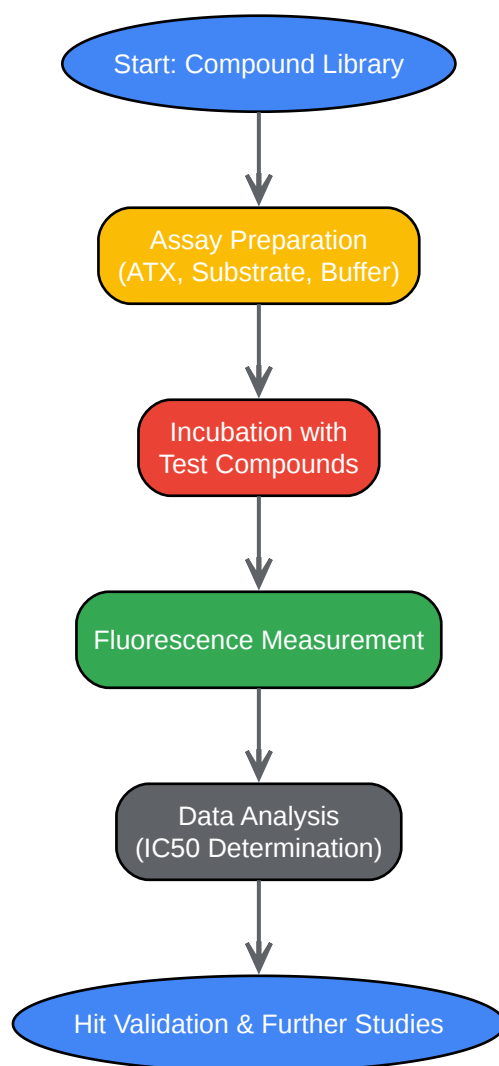 Start: Compound Library
Assay Preparation
(ATX, Substrate, Buffer)
Incubation with
Test Compounds
Fluorescence Measurement
Data Analysis
(IC50 Determination)
Hit Validation & Further Studies